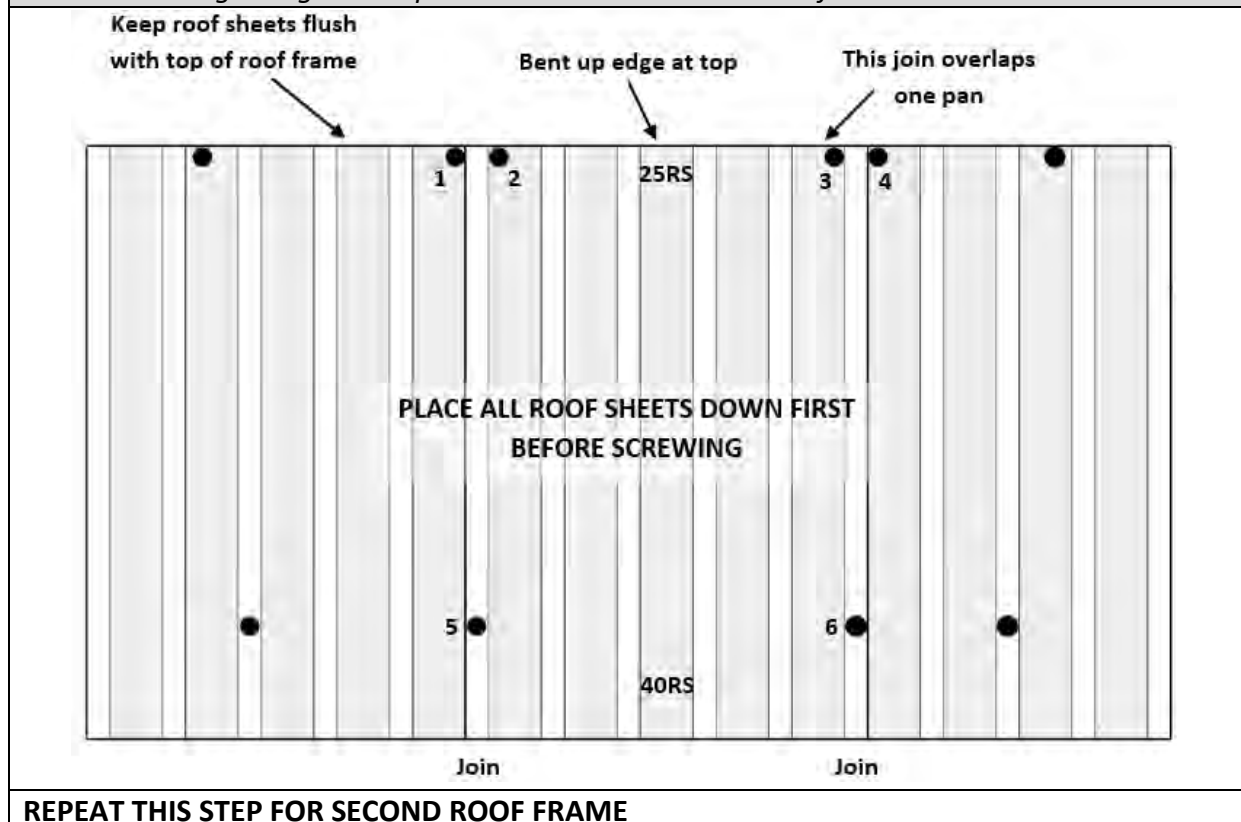 Keep roof sheets flush
with top of roof frame
Bent up edge at top
This join overlaps
one pan
1
2
25RS
3
4
PLACE ALL ROOF SHEETS DOWN FIRST
BEFORE SCREWING
5
6
40RS
Join
Join
REPEAT THIS STEP FOR SECOND ROOF FRAME